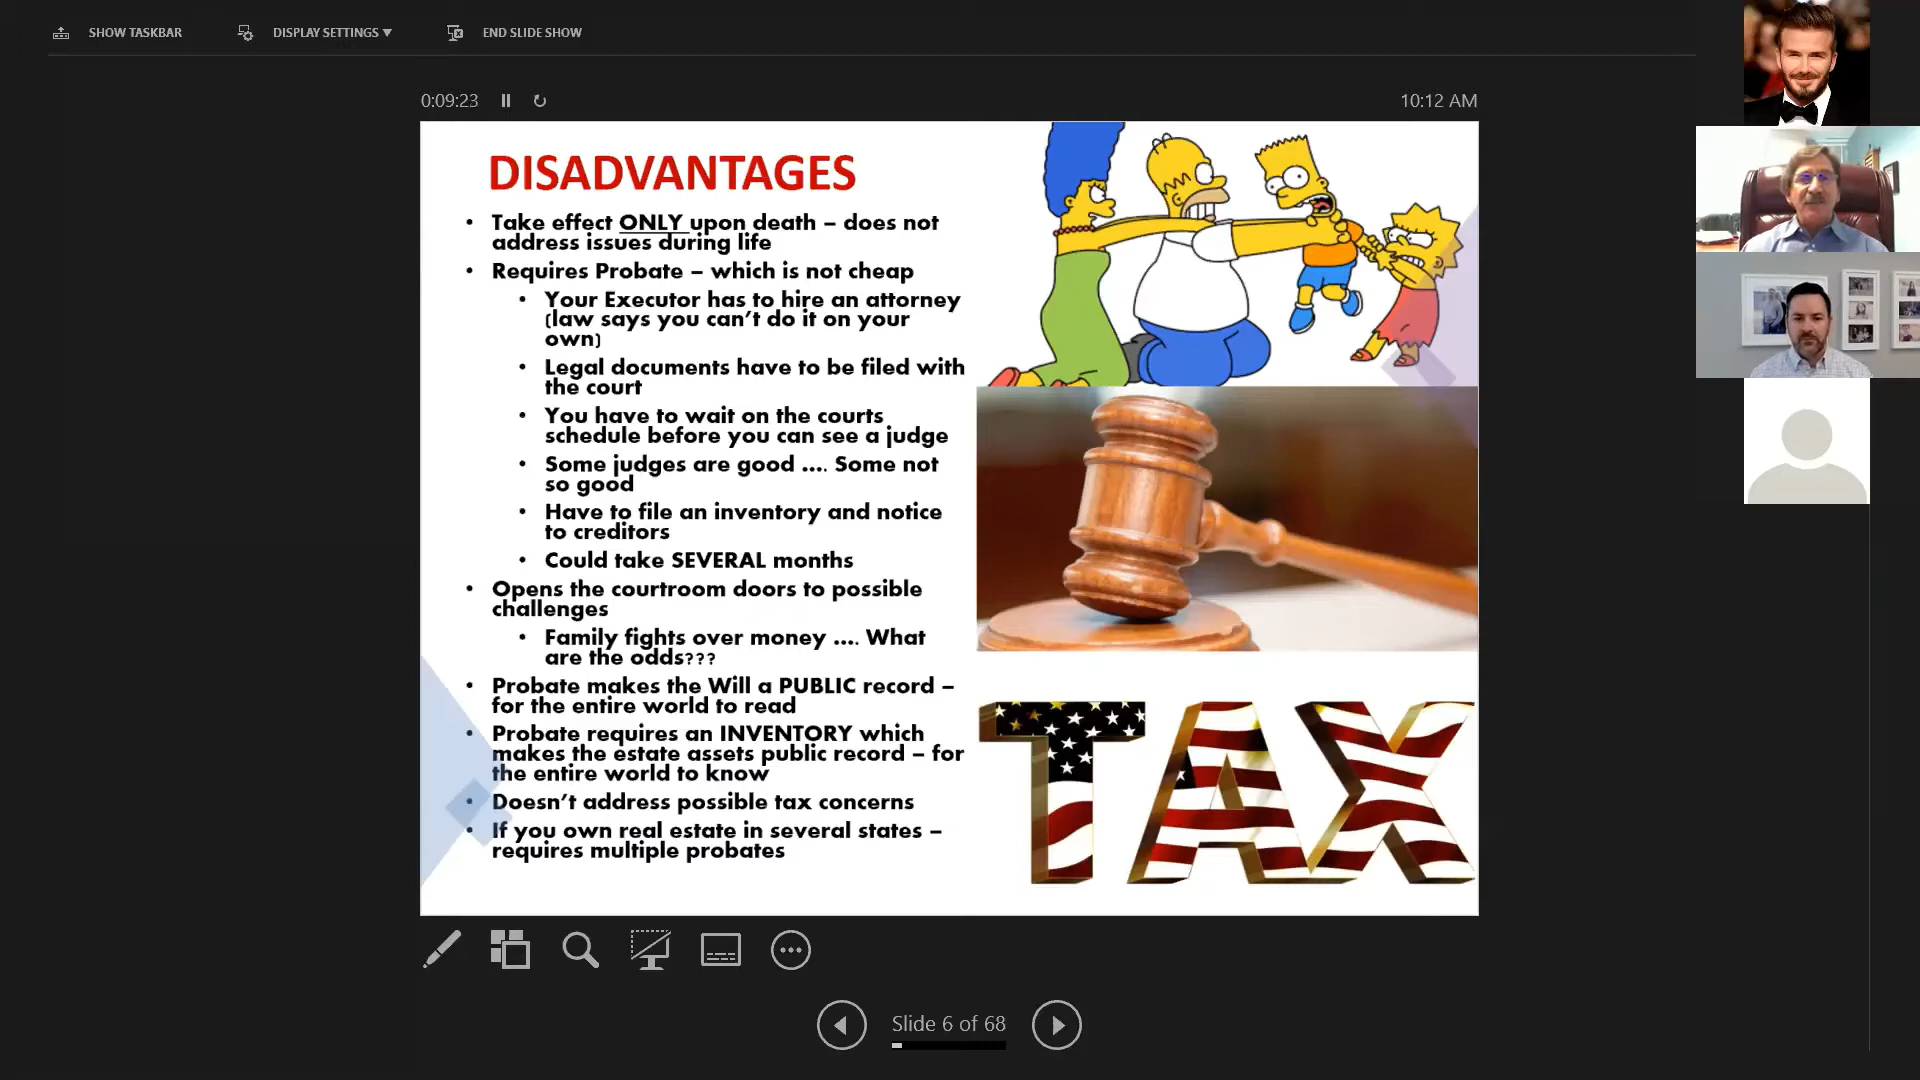 SHOW TASKBAR DISPLAY SETTINGS ▼ END SLIDE SHOW
0:09:23 10:12 AM
DISADVANTAGES
• Take effect ONLY upon death – does not
address issues during life
• Requires Probate – which is not cheap
• Your Executor has to hire an attorney
(law says you can't do it on your
own)
• Legal documents have to be filed with
the court
• You have to wait on the courts
schedule before you can see a judge
• Some judges are good .... Some not
so good
• Have to file an inventory and notice
to creditors
• Could take SEVERAL months
• Opens the courtroom doors to possible
challenges
• Family fights over money .... What
are the odds???
• Probate makes the Will a PUBLIC record –
for the entire world to read
• Probate requires an INVENTORY which
makes the estate assets public record – for
the entire world to know
• Doesn't address possible tax concerns
• If you own real estate in several states –
requires multiple probates
TAX
Slide 6 of 68